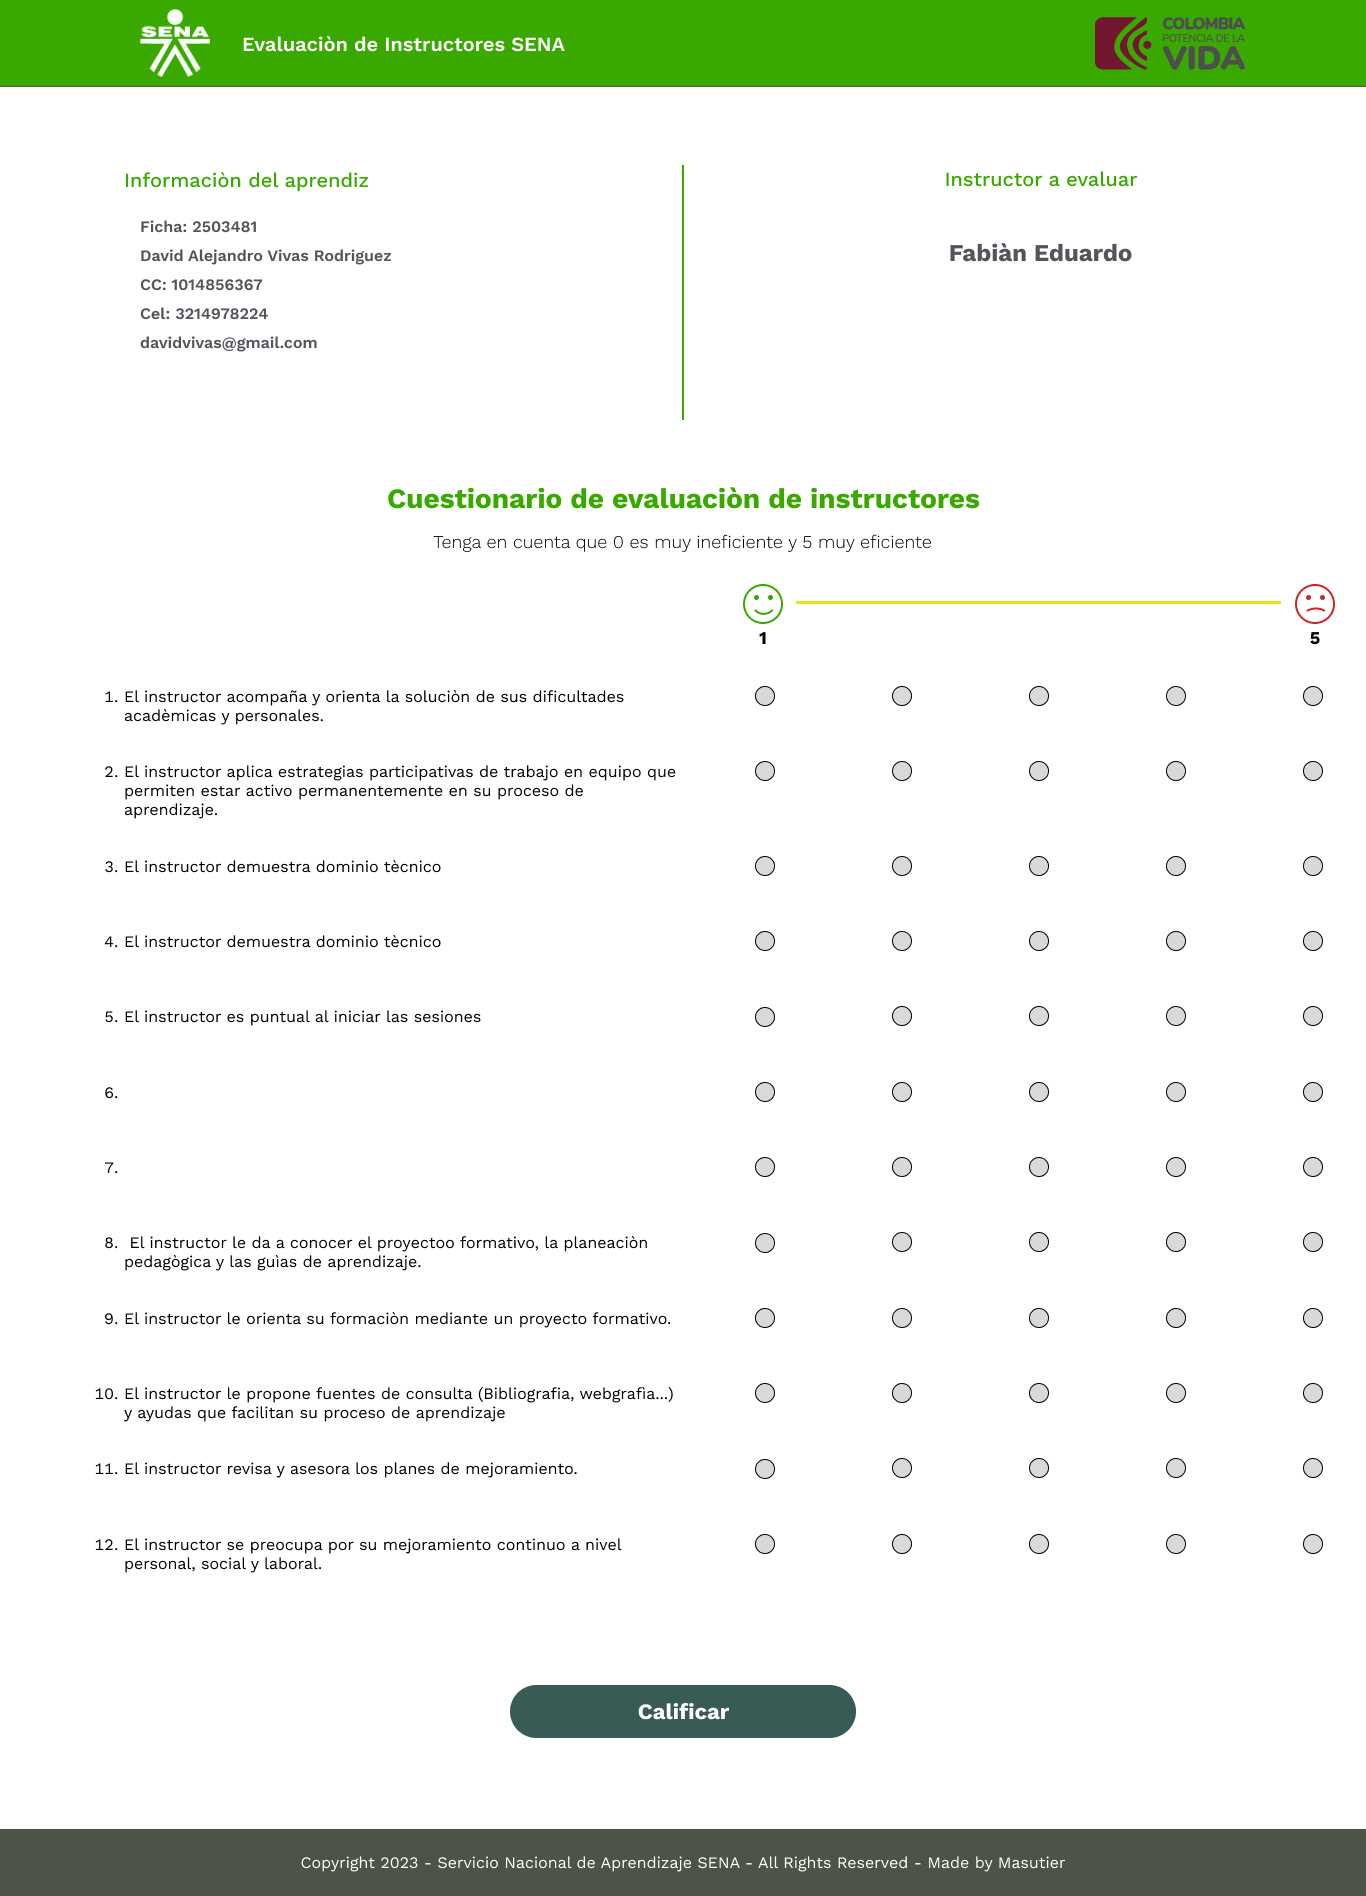 SENA
Evaluaciòn de Instructores SENA
COLOMBIA
POTENCIA DE LA
VIDA
Informaciòn del aprendiz
Ficha: 2503481
David Alejandro Vivas Rodriguez
CC: 1014856367
Cel: 3214978224
davidvivas@gmail.com
Instructor a evaluar
Fabiàn Eduardo
Cuestionario de evaluaciòn de instructores
Tenga en cuenta que 0 es muy ineficiente y 5 muy eficiente
1
5
1. El instructor acompaña y orienta la soluciòn de sus dificultades
acadèmicas y personales.
2. El instructor aplica estrategias participativas de trabajo en equipo que
permiten estar activo permanentemente en su proceso de
aprendizaje.
3. El instructor demuestra dominio tècnico
4. El instructor demuestra dominio tècnico
5. El instructor es puntual al iniciar las sesiones
6.
7.
8. El instructor le da a conocer el proyectoo formativo, la planeaciòn
pedagògica y las guìas de aprendizaje.
9. El instructor le orienta su formaciòn mediante un proyecto formativo.
10. El instructor le propone fuentes de consulta (Bibliografia, webgrafìa...)
y ayudas que facilitan su proceso de aprendizaje
11. El instructor revisa y asesora los planes de mejoramiento.
12. El instructor se preocupa por su mejoramiento continuo a nivel
personal, social y laboral.
Calificar
Copyright 2023 - Servicio Nacional de Aprendizaje SENA - All Rights Reserved - Made by Masutier